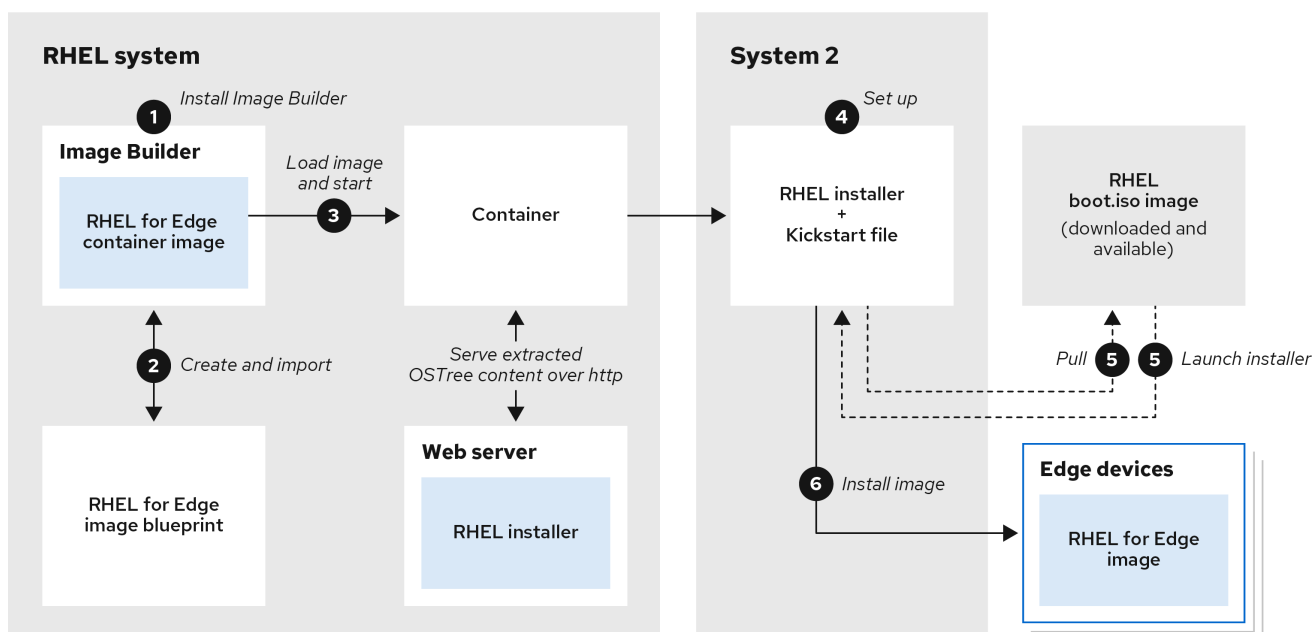 RHEL system
1
Install Image Builder
Image Builder
RHEL for Edge
container image
Load image
and start
3
Container
2
Create and import
Serve extracted
OSTree content over http
RHEL for Edge
image blueprint
Web server
RHEL installer
System 2
4
Set up
RHEL installer
+
Kickstart file
RHEL
boot.iso image
(downloaded and
available)
Pull
5
5
Launch installer
6
Install image
Edge devices
RHEL for Edge
image